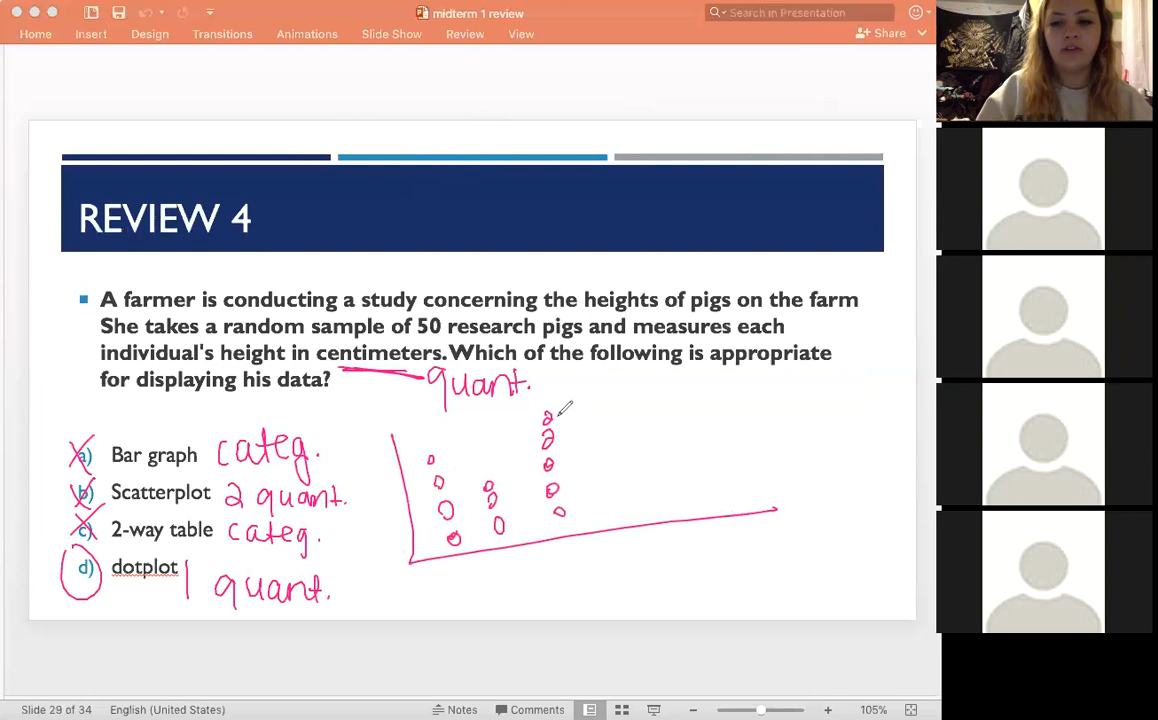 midterm 1 review
Search in Presentation
Home Insert Design Transitions Animations Slide Show Review View
Share
REVIEW 4
A farmer is conducting a study concerning the heights of pigs on the farm
She takes a random sample of 50 research pigs and measures each
individual's height in centimeters. Which of the following is appropriate
for displaying his data?
quant.
a) Bar graph categ.
b) Scatterplot 2 quant.
c) 2-way table categ.
d) dotplot 1 quant.
Slide 29 of 34 English (United States) Notes Comments 105%